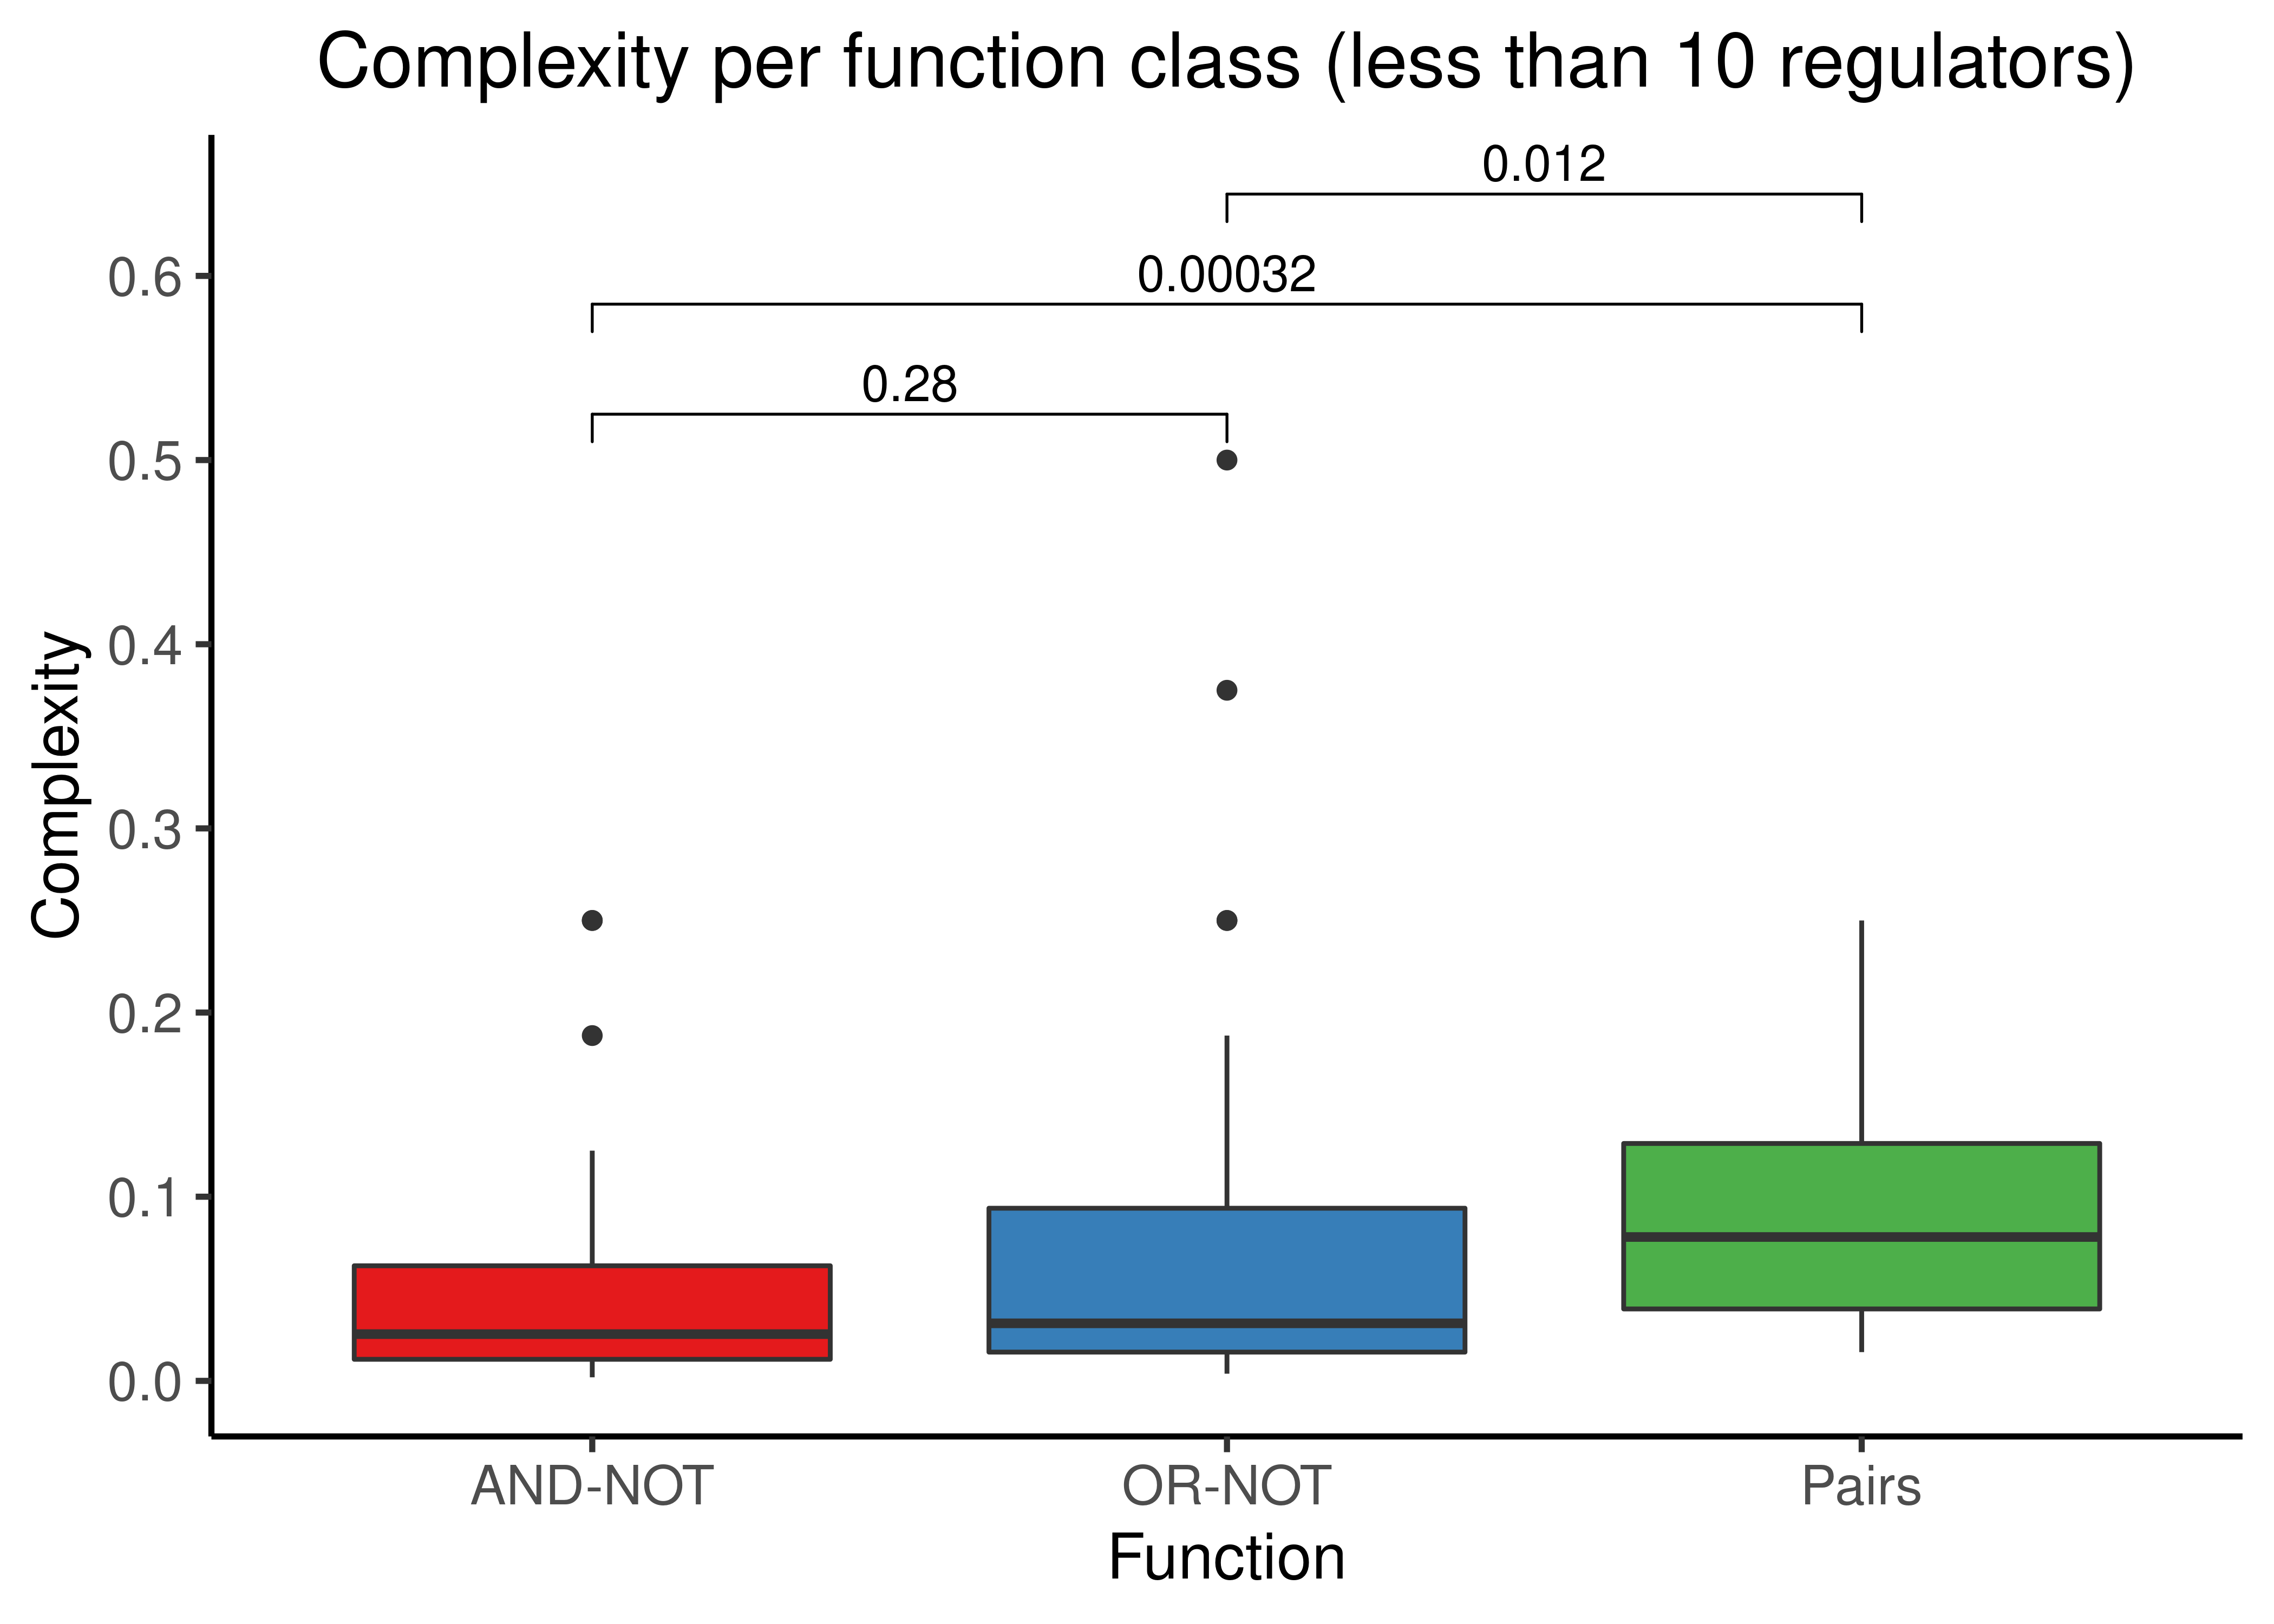 Complexity per function class (less than 10 regulators)
0.012
0.00032
0.28
0.6
0.5
0.4
0.3
0.2
0.1
0.0
Complexity
AND-NOT
OR-NOT
Pairs
Function